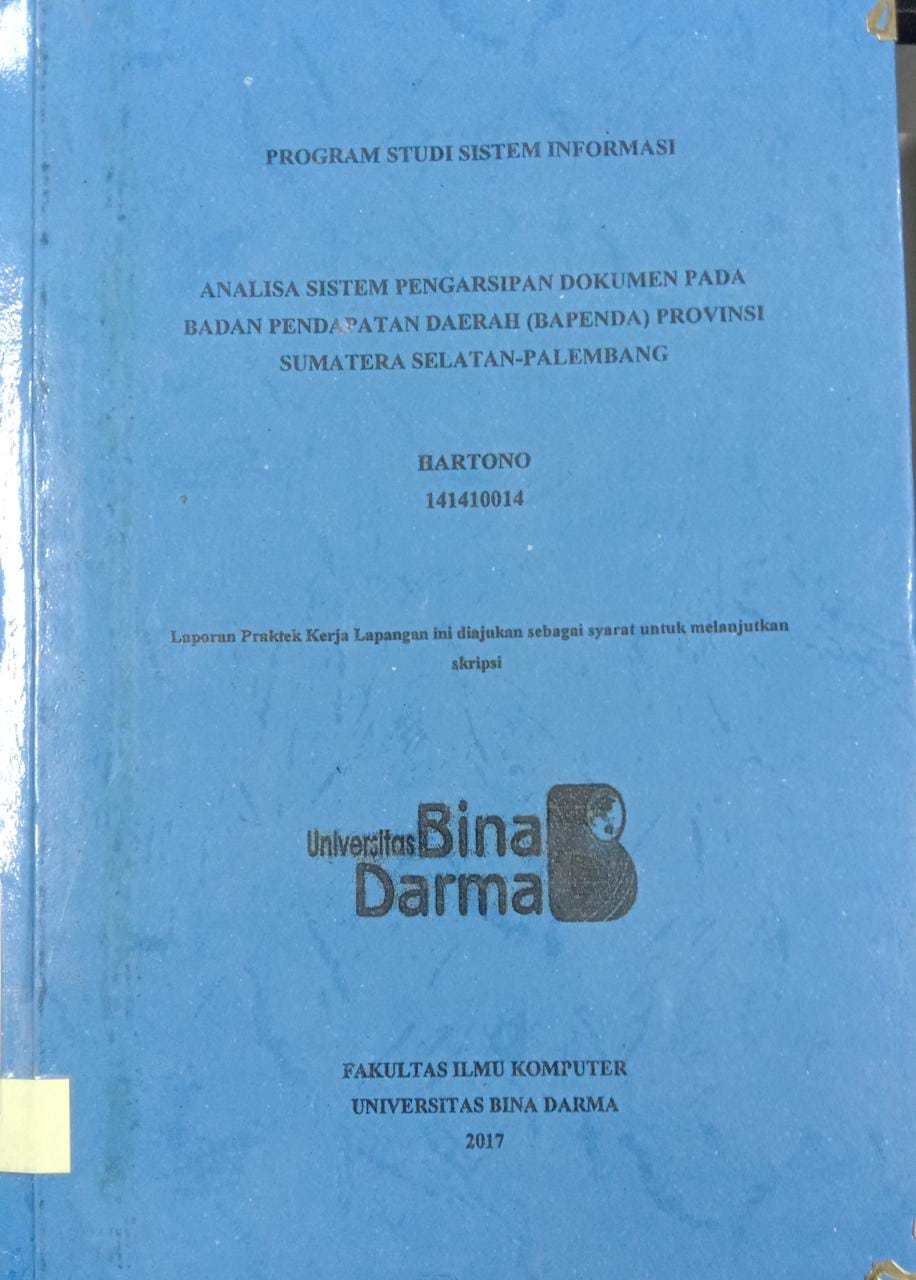 PROGRAM STUDI SISTEM INFORMASI
ANALISA SISTEM PENGARSIPAN DOKUMEN PADA
BADAN PENDAPATAN DAERAH (BAPENDA) PROVINSI
SUMATERA SELATAN-PALEMBANG
HARTONO
141410014
Laporan Praktek Kerja Lapangan ini diajukan sebagai syarat untuk melanjutkan
skripsi
Universitas Bina
Darma
FAKULTAS ILMU KOMPUTER
UNIVERSITAS BINA DARMA
2017